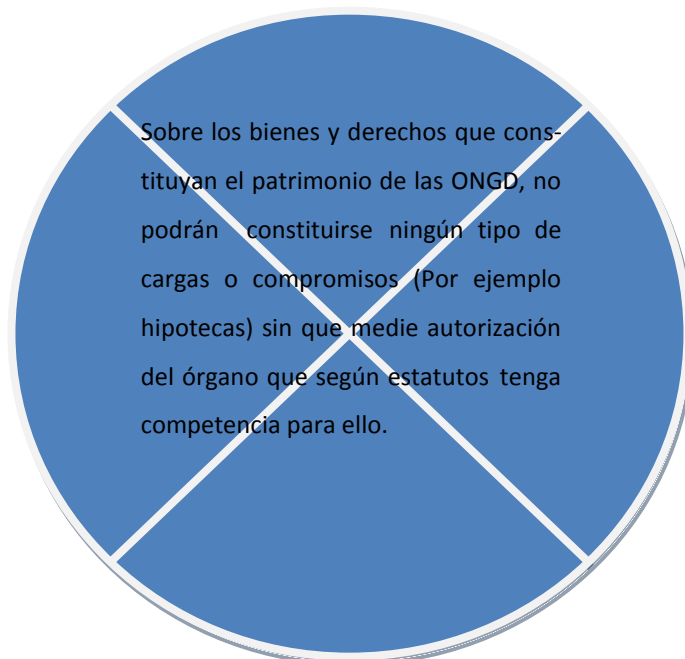 Sobre los bienes y derechos que cons-
tituyan el patrimonio de las ONGD, no
podrán constituirse ningún tipo de
cargas o compromisos (Por ejemplo
hipotecas) sin que medie autorización
del órgano que según estatutos tenga
competencia para ello.